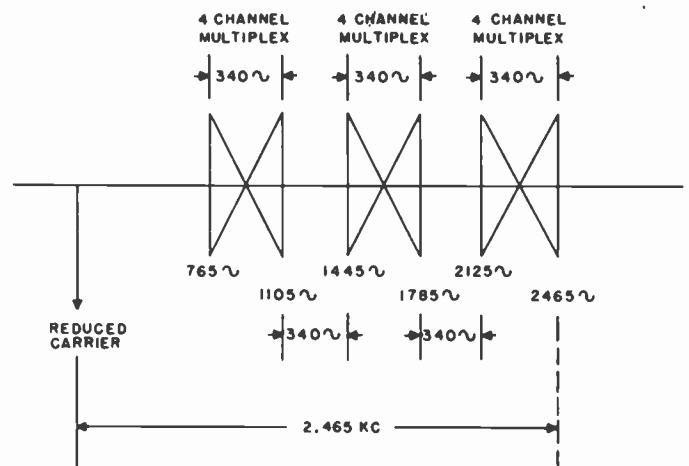 4 CHANNEL MULTIPLEX
4 CHANNEL MULTIPLEX
4 CHANNEL MULTIPLEX
340~
340~
340~
765~
1105~
1445~
1785~
2125~
2465~
340~
340~
REDUCED CARRIER
2.465 KC